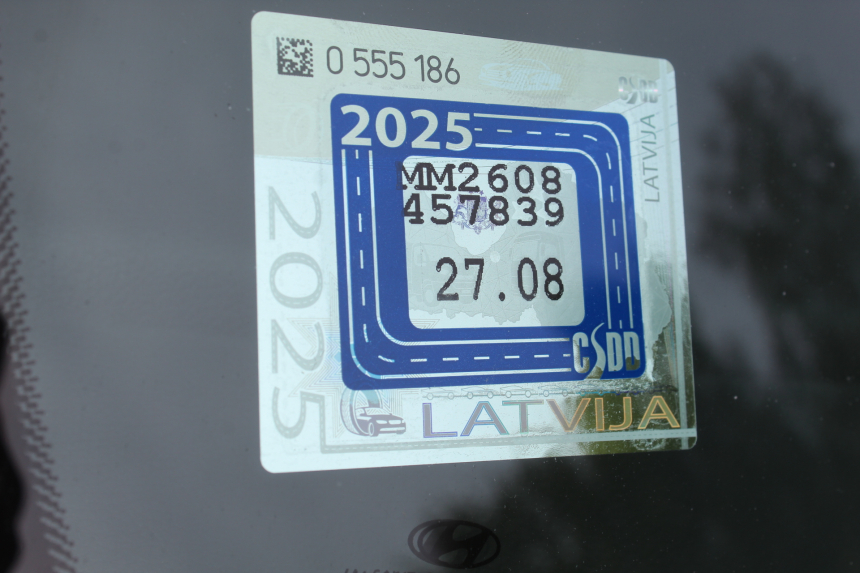 0 555 186
CSDD
LATVIJA
2025
MM2608
457839
27.08
2025
CSDD
LATVIJA